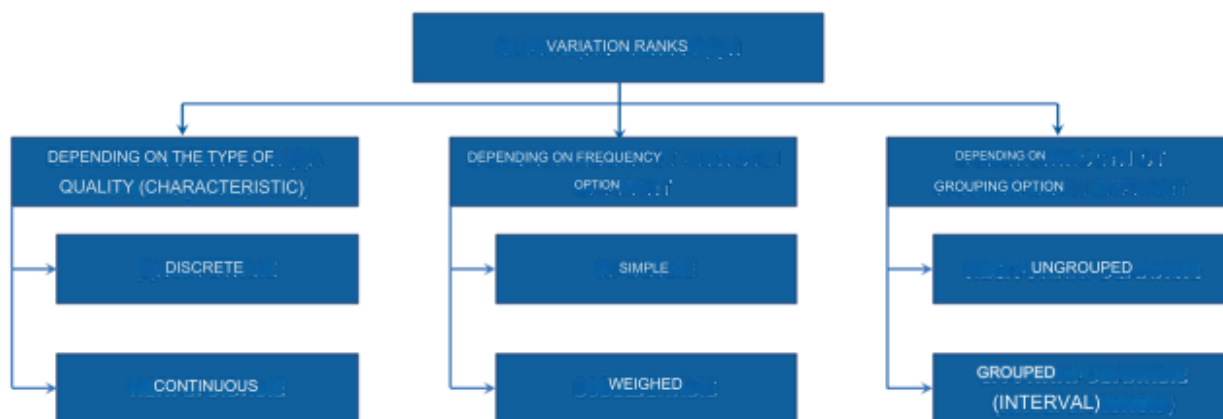 VARIATION RANKS
DEPENDING ON THE TYPE OF
QUALITY (CHARACTERISTIC)
DISCRETE
CONTINUOUS
DEPENDING ON FREQUENCY
OPTION
SIMPLE
WEIGHED
DEPENDING ON
GROUPING OPTION
UNGROUPED
GROUPED
(INTERVAL)